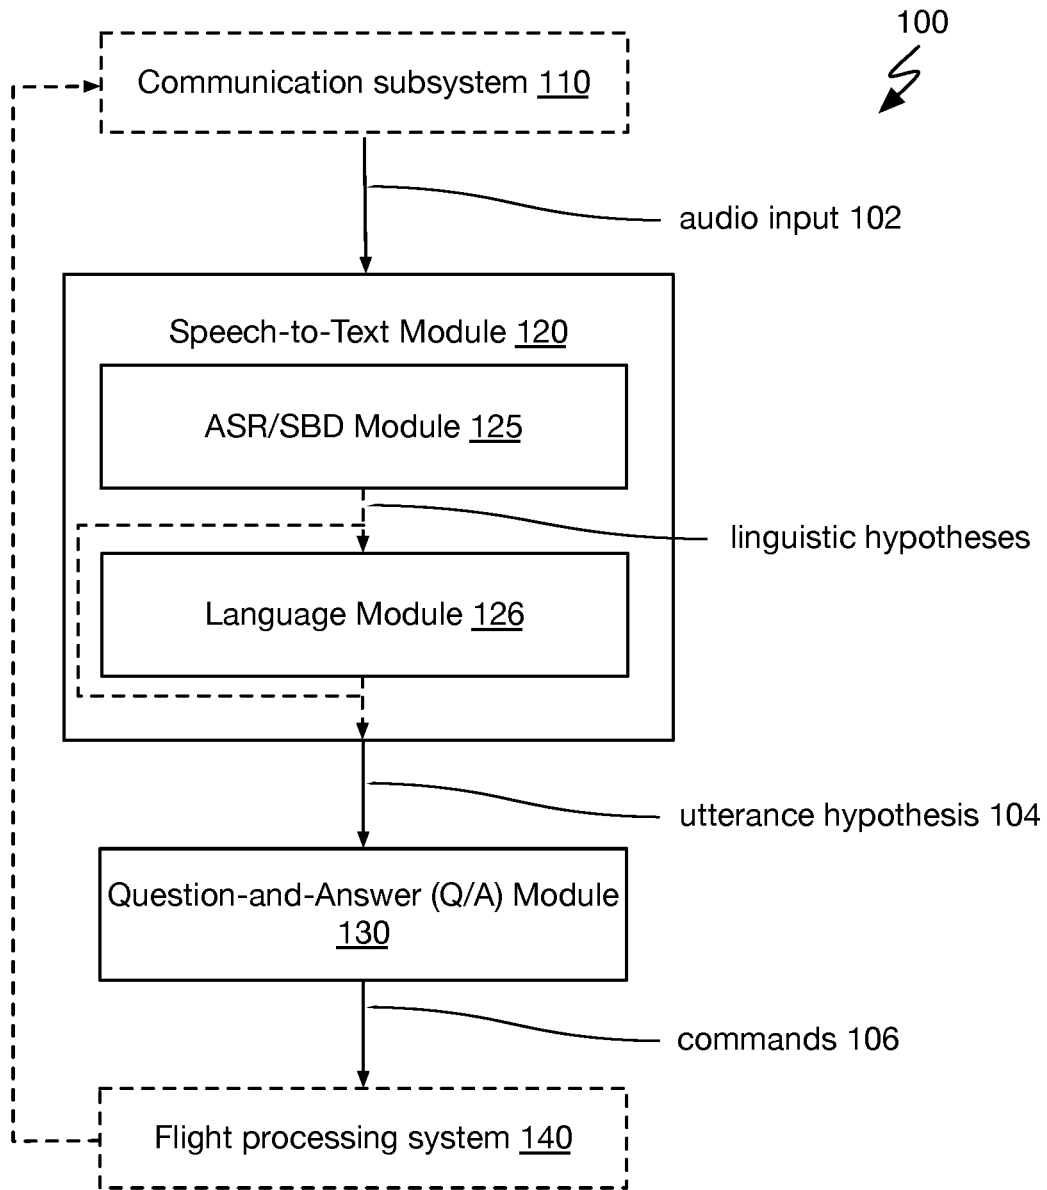 100
Communication subsystem 110
audio input 102
Speech-to-Text Module 120
ASR/SBD Module 125
linguistic hypotheses
Language Module 126
utterance hypothesis 104
Question-and-Answer (Q/A) Module
130
commands 106
Flight processing system 140